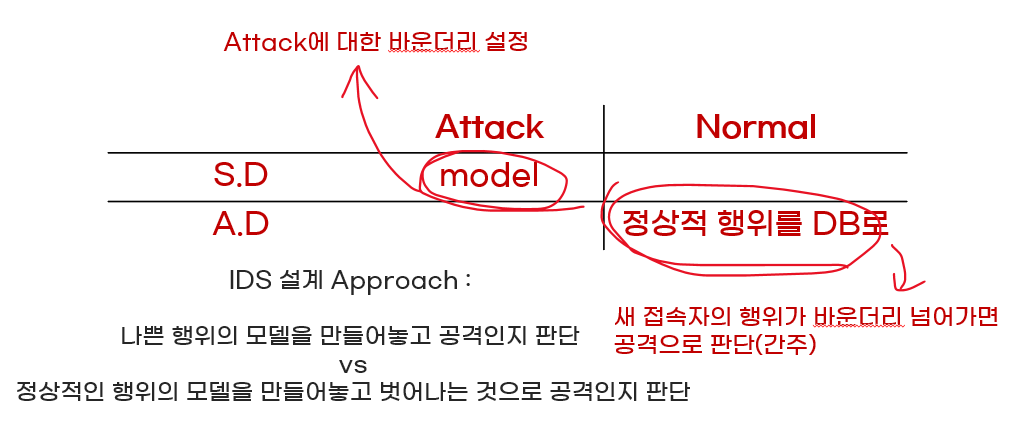 Attack에 대한 바운더리 설정
Attack Normal
S.D model
A.D 정상적 행위를 DB로
IDS 설계 Approach :
새 접속자의 행위가 바운더리 넘어가면
공격으로 판단(간주)
나쁜 행위의 모델을 만들어놓고 공격인지 판단
vs
정상적인 행위의 모델을 만들어놓고 벗어나는 것으로 공격인지 판단